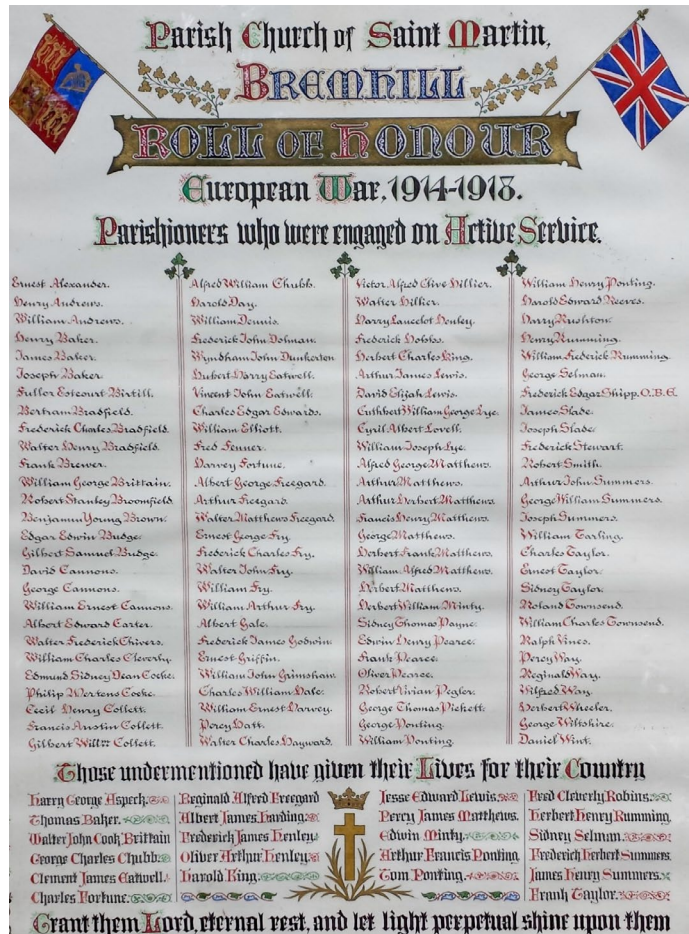 Parish Church of Saint Martin,
BREMHILL
ROLL OF HONOUR
European War, 1914-1918.
Parishioners who were engaged on Active Service.
Ernest Alexander.
Henry Andrews.
William Andrews.
Henry Baker.
James Baker.
Joseph Baker.
Fuller Estcourt Birtill.
Bertram Bradfield.
Frederick Charles Bradfield.
Walter Henry Bradfield.
Frank Brewer.
William George Brittain.
Robert Stanley Broomfield.
Benjamin Young Brown.
Edgar Edwin Budge.
Gilbert Samuel Budge.
David Cannons.
George Cannons.
William Ernest Cannons.
Albert Edward Carter.
Walter Frederick Chivers.
William Charles Cleverly.
Edmund Sidney Dean Cooke.
Philip Mertens Cooke.
Cecil Henry Collett.
Francis Austin Collett.
Gilbert Willm Collett.
Alfred William Chubb.
Harold Day.
William Dennis.
Frederick John Dolman.
Wyndham John Dunkerton
Hubert Harry Eatwell.
Vincent John Eatwell.
Charles Edgar Edwards.
William Elliott.
Fred Fenner.
Harvey Fortune.
Albert George Freegard.
Arthur Freegard.
Walter Matthews Freegard.
Ernest George Fry.
Frederick Charles Fry.
Walter John Fry.
William Fry.
William Arthur Fry.
Albert Gale.
Frederick James Godwin.
Ernest Griffin.
William John Grimshaw.
Charles William Hale.
William Ernest Harvey.
Percy Hatt.
Walter Charles Hayward.
Victor Alfred Clive Hillier.
Walter Hillier.
Harry Lancelot Henley.
Frederick Hobbs.
Herbert Charles King.
Arthur James Lewis.
David Elijah Lewis.
Cuthbert William George Lye.
Cyril Albert Lovell.
William Joseph Lye.
Alfred George Matthews.
Arthur Matthews.
Arthur Herbert Matthews.
Francis Henry Matthews.
George Matthews.
Herbert Frank Matthews.
William Alfred Matthews.
Herbert Matthews.
Herbert William Minty.
Sidney Thomas Payne.
Edwin Henry Pearce.
Frank Pearce.
Oliver Pearce.
Robert Vivian Pegler.
George Thomas Pickett.
George Ponting.
William Ponting.
William Henry Ponting.
Harold Edward Reeves.
Harry Rushton.
Henry Rumming.
William Frederick Rumming.
George Selman.
Frederick Edgar Shipp. O.B.E.
James Slade.
Joseph Slade.
Frederick Stewart.
Robert Smith.
Arthur John Summers.
George William Summers.
Joseph Summers.
William Tarling.
Charles Taylor.
Ernest Taylor.
Sidney Taylor.
Roland Townsend.
William Charles Townsend.
Ralph Vines.
Percy Way.
Reginald Way.
Wilfred Way.
Herbert Wheeler.
George Wiltshire.
Daniel Wint.
Those undermentioned have given their Lives for their Country
Harry George Aspeck.
Thomas Baker.
Walter John Cook Brittain
George Charles Chubb.
Clement James Eatwell.
Charles Fortune.
Reginald Alfred Freegard
Albert James Harding.
Frederick James Henley.
Oliver Arthur Henley.
Harold King.
Jesse Edward Lewis.
Percy James Matthews.
Edwin Minty.
Arthur Francis Ponting.
Tom Ponting.
Fred Cleverly Robins.
Herbert Henry Rumming.
Sidney Selman.
Frederich Herbert Summers.
James Henry Summers.
Frank Taylor.
Grant them Lord, eternal rest, and let light perpetual shine upon them